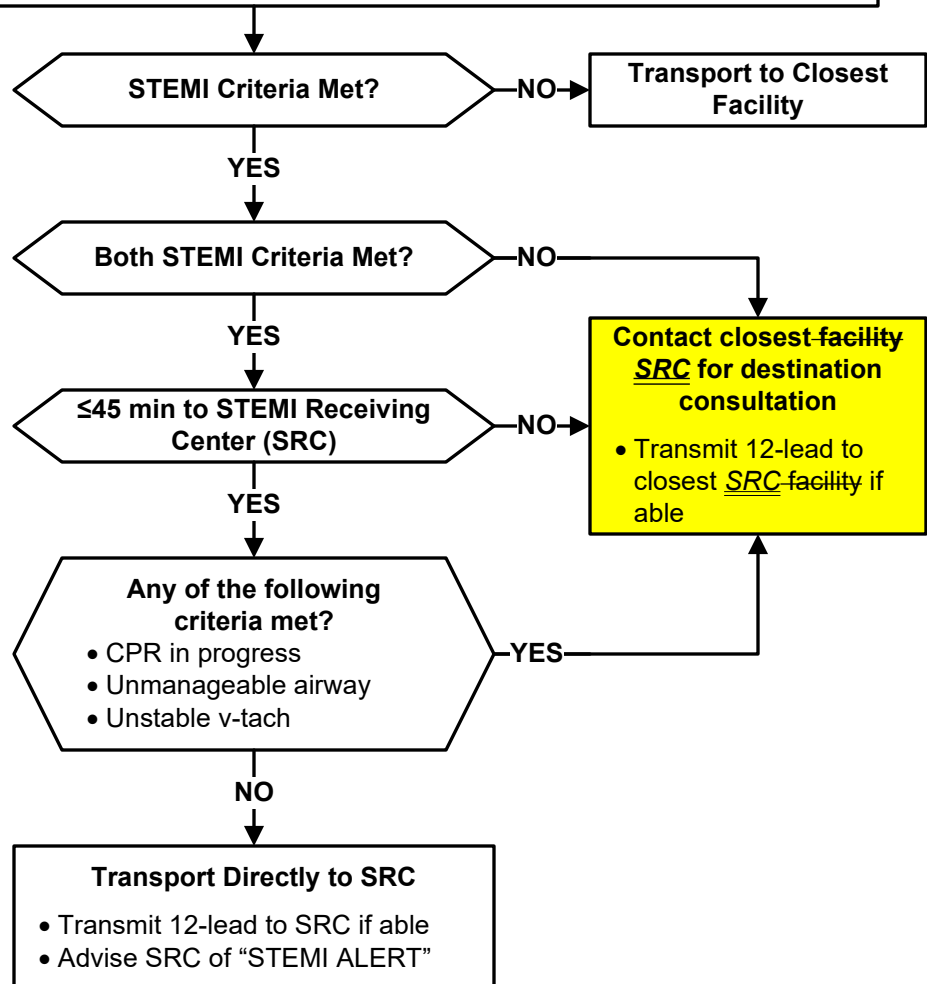 STEMI Criteria Met?
NO
Transport to Closest
Facility
YES
Both STEMI Criteria Met?
NO
YES
Contact closest facility
SRC for destination
consultation
• Transmit 12-lead to
closest SRC facility if
able
≤45 min to STEMI Receiving
Center (SRC)
NO
YES
Any of the following
criteria met?
• CPR in progress
• Unmanageable airway
• Unstable v-tach
YES
NO
Transport Directly to SRC
• Transmit 12-lead to SRC if able
• Advise SRC of “STEMI ALERT”